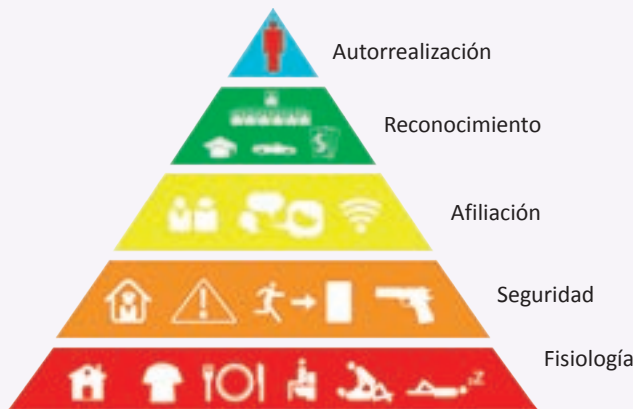 Autorrealización
Reconocimiento
Afiliación
Seguridad
Fisiología